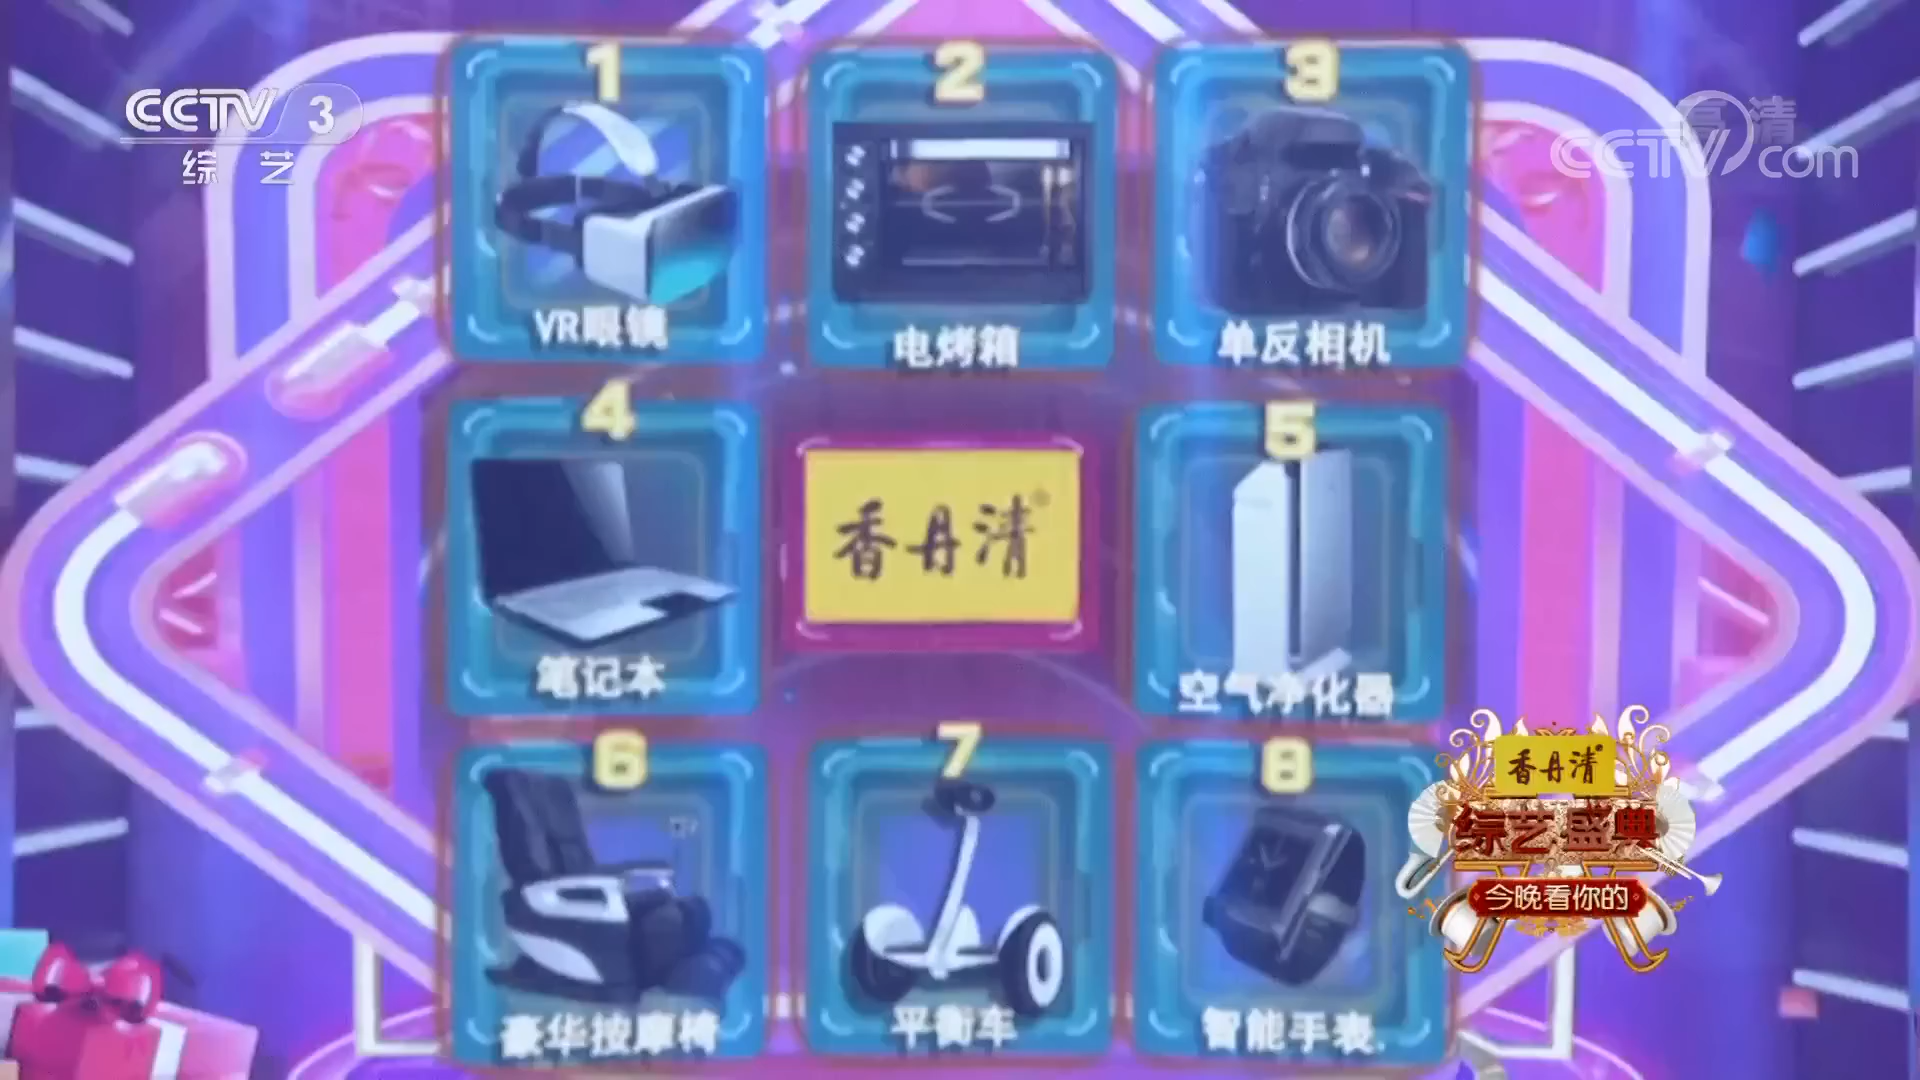 CCTV 3
综艺
高清
CCTV.com
1
2
3
VR眼镜
电烤箱
单反相机
4
香丹清®
5
笔记本
空气净化器
6
7
8
豪华按摩椅
平衡车
智能手表
香丹清
综艺盛典
今晚看你的